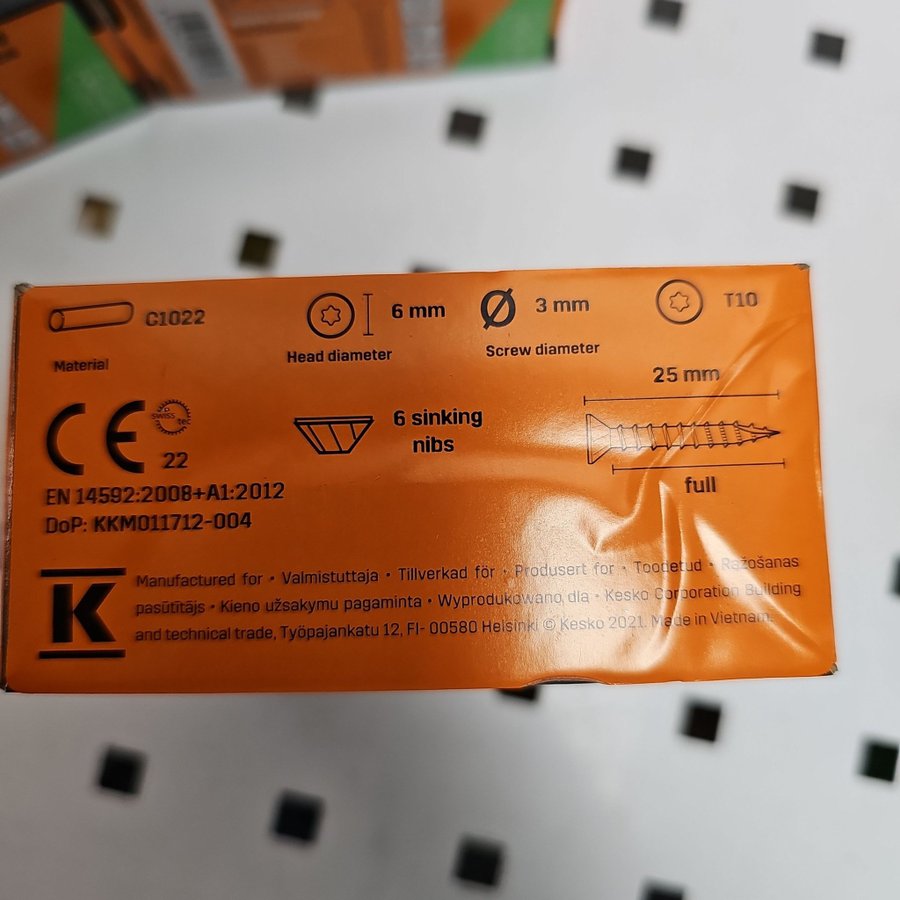 C1022
Material
6 mm
Head diameter
3 mm
Screw diameter
T10
25 mm
full
CE
SWISS tec
22
6 sinking
nibs
EN 14592:2008+A1:2012
DoP: KKM011712-004
K
Manufactured for • Valmistuttaja • Tillverkad för • Produsert for • Toodetud • Ražošanas
pasūtītājs • Kieno užsakymu pagaminta • Wyprodukowano dla • Kesko Corporation Building
and technical trade, Työpajankatu 12, FI- 00580 Helsinki © Kesko 2021. Made in Vietnam.